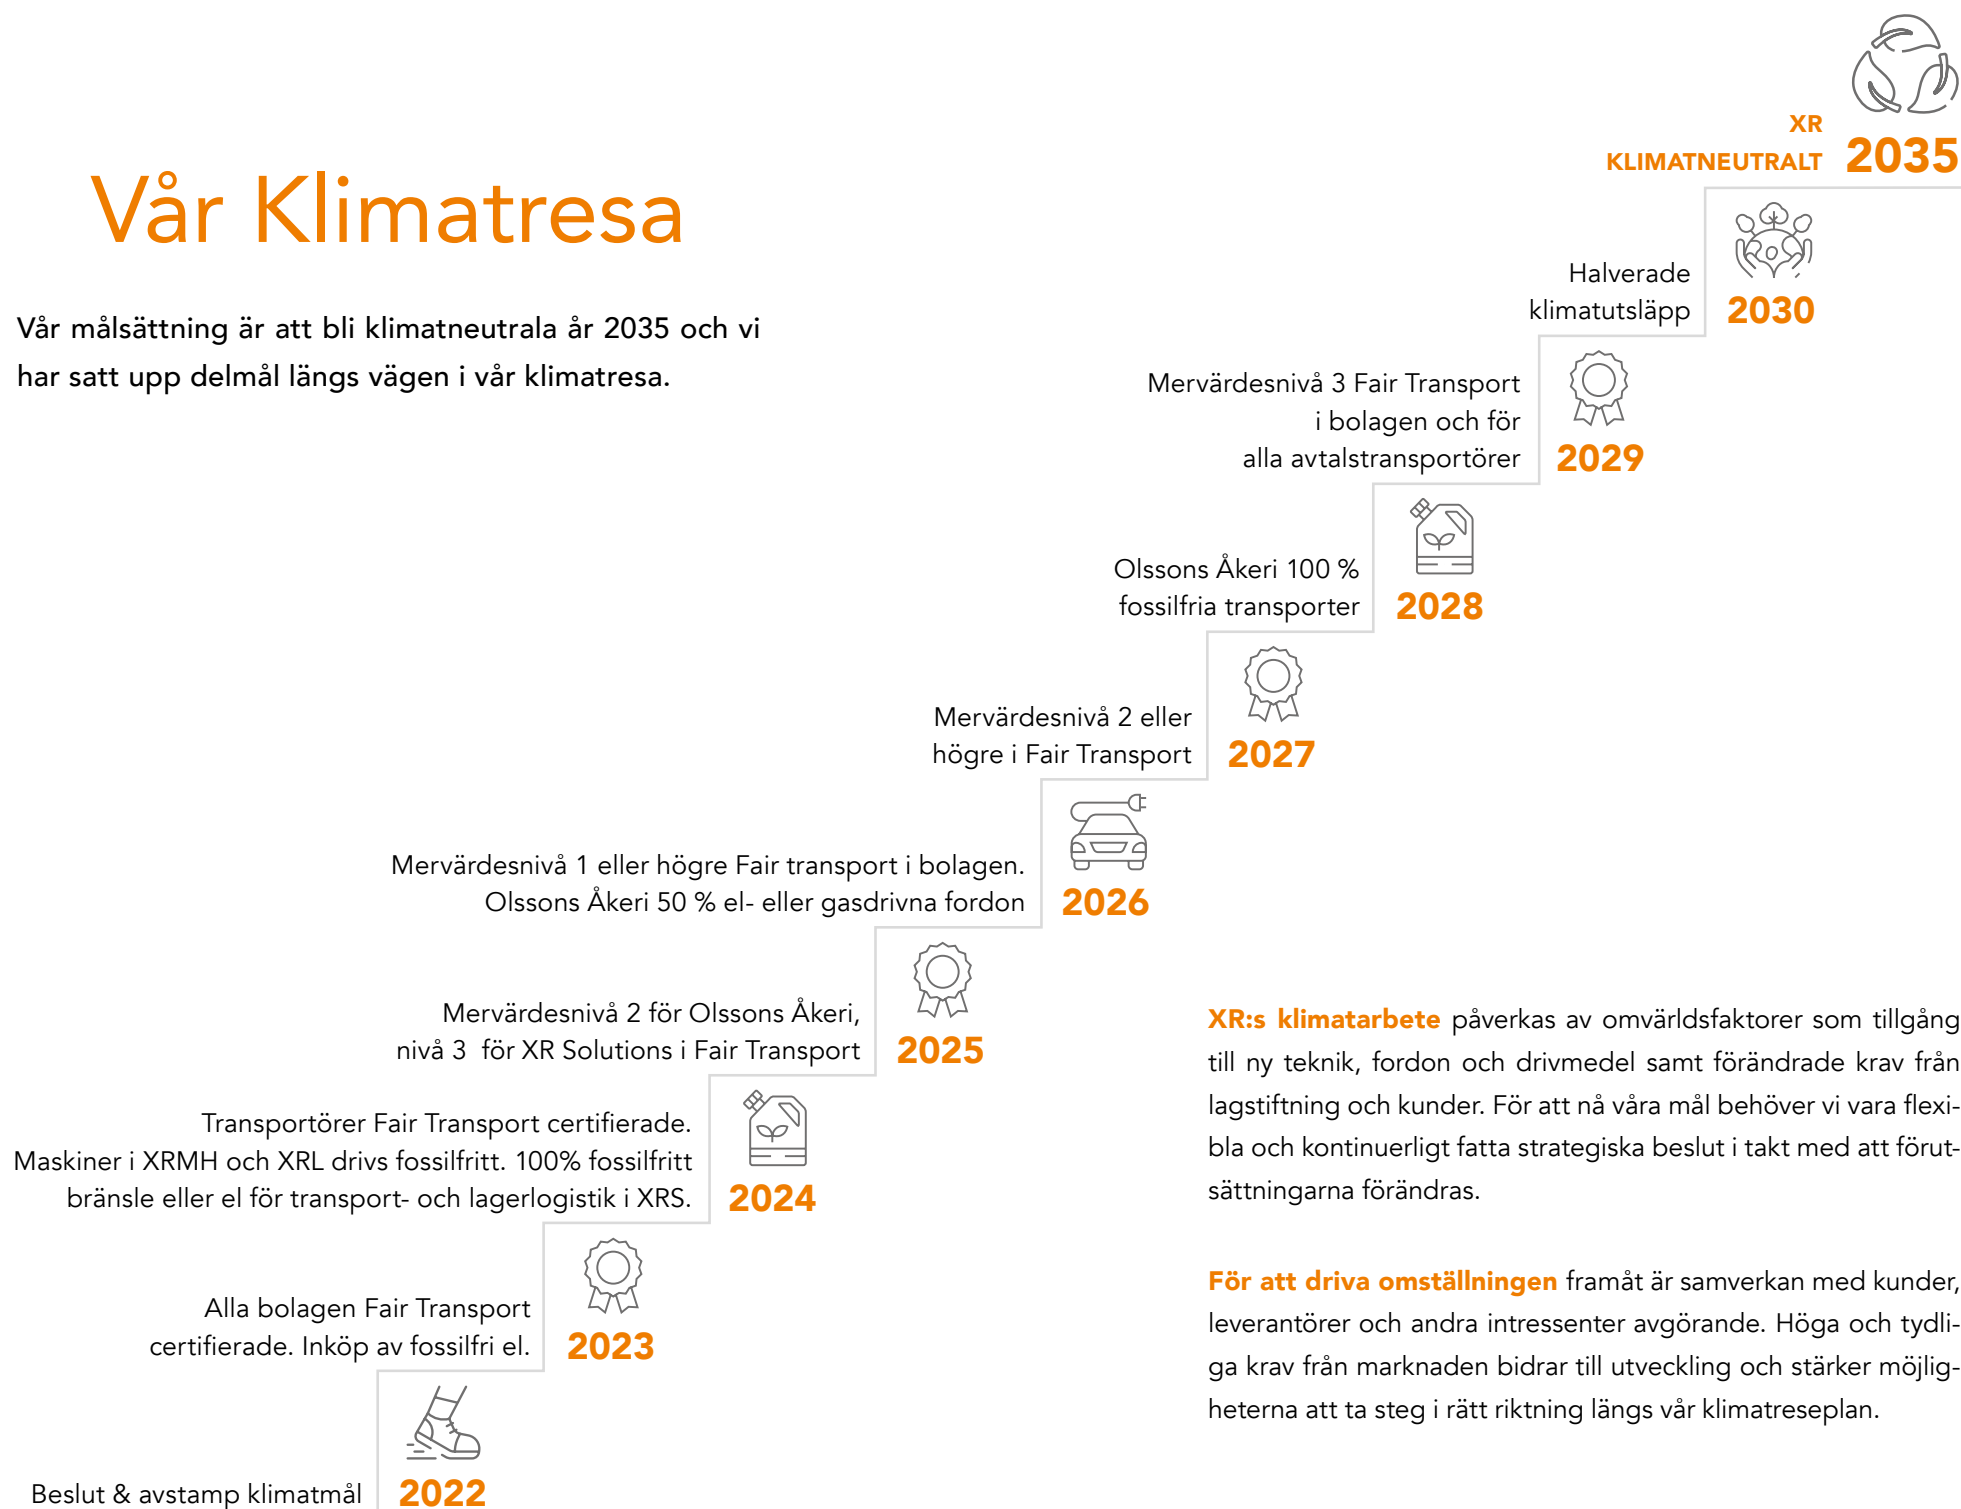 XR
KLIMATNEUTRALT 2035
Vår Klimatresa
Vår målsättning är att bli klimatneutrala år 2035 och vi
har satt upp delmål längs vägen i vår klimatresa.
Halverade
klimatutsläpp 2030
Mervärdesnivå 3 Fair Transport
i bolagen och för
alla avtalstransportörer 2029
Olssons Åkeri 100 %
fossilfria transporter 2028
Mervärdesnivå 2 eller
högre i Fair Transport 2027
Mervärdesnivå 1 eller högre Fair transport i bolagen.
Olssons Åkeri 50 % el- eller gasdrivna fordon 2026
Mervärdesnivå 2 för Olssons Åkeri,
nivå 3 för XR Solutions i Fair Transport 2025
Transportörer Fair Transport certifierade.
Maskiner i XRMH och XRL drivs fossilfritt. 100% fossilfritt
bränsle eller el för transport- och lagerlogistik i XRS. 2024
Alla bolagen Fair Transport
certifierade. Inköp av fossilfri el. 2023
Beslut & avstamp klimatmål 2022
XR:s klimatarbete påverkas av omvärldsfaktorer som tillgång
till ny teknik, fordon och drivmedel samt förändrade krav från
lagstiftning och kunder. För att nå våra mål behöver vi vara flexi-
bla och kontinuerligt fatta strategiska beslut i takt med att förut-
sättningarna förändras.
För att driva omställningen framåt är samverkan med kunder,
leverantörer och andra intressenter avgörande. Höga och tydli-
ga krav från marknaden bidrar till utveckling och stärker möjlig-
heterna att ta steg i rätt riktning längs vår klimatreseplan.